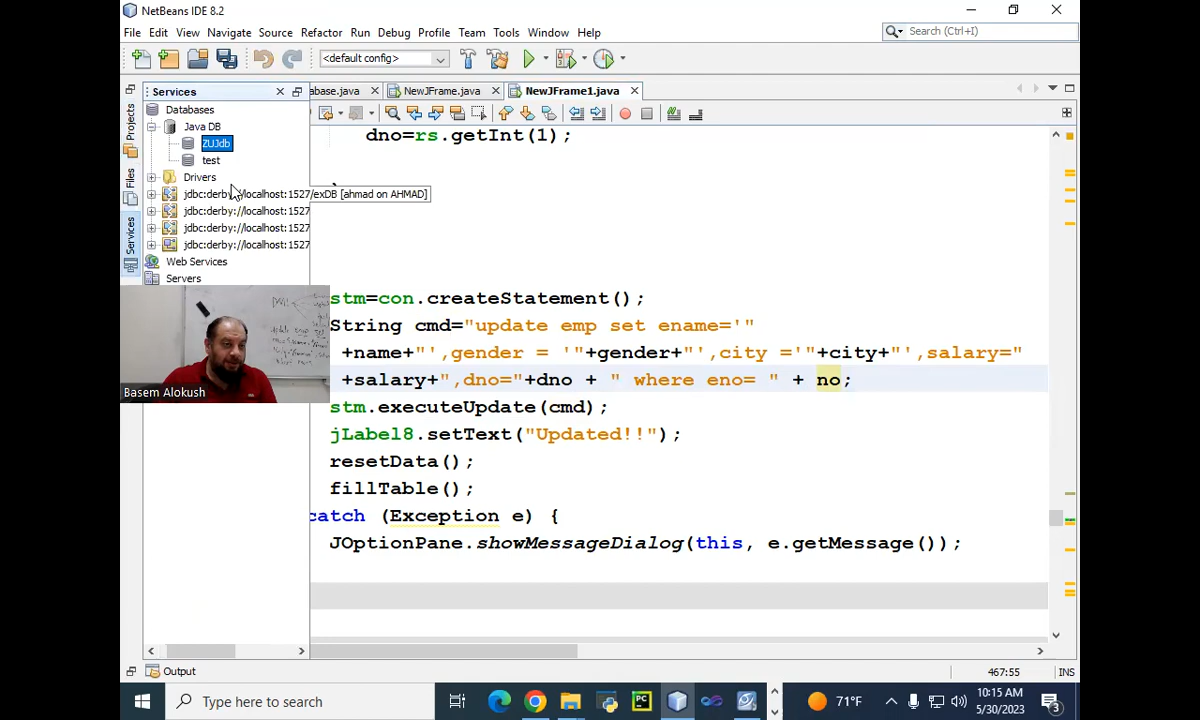 NetBeans IDE 8.2
File Edit View Navigate Source Refactor Run Debug Profile Team Tools Window Help
Search (Ctrl+I)
<default config>
Services
abase.java
NewJFrame.java
NewJFrame1.java
Projects
Files
Services
Databases
Java DB
ZUJdb
test
Drivers
jdbc:derby://localhost:1527/exDB [ahmad on AHMAD]
jdbc:derby://localhost:1527
jdbc:derby://localhost:1527
jdbc:derby://localhost:1527
Web Services
Servers
dno=rs.getInt(1);
stm=con.createStatement();
String cmd="update emp set ename='"
+name+"',gender = '"+gender+"',city ='"+city+"',salary="
+salary+",dno="+dno + " where eno= " + no;
stm.executeUpdate(cmd);
jLabel8.setText("Updated!!");
resetData();
fillTable();
catch (Exception e) {
JOptionPane.showMessageDialog(this, e.getMessage());
Basem Alokush
Output
467:55
INS
Type here to search
PC
71°F
10:15 AM
5/30/2023
3